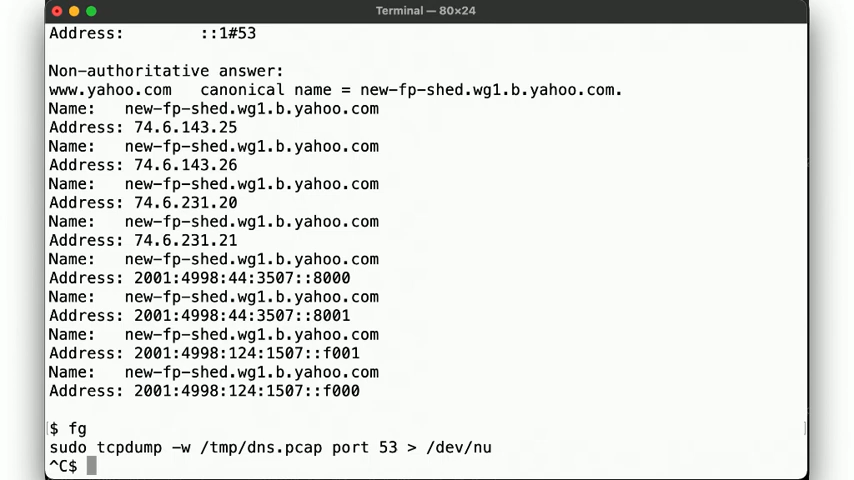 Terminal — 80×24
Address:        ::1#53
Non-authoritative answer:
www.yahoo.com   canonical name = new-fp-shed.wg1.b.yahoo.com.
Name:   new-fp-shed.wg1.b.yahoo.com
Address: 74.6.143.25
Name:   new-fp-shed.wg1.b.yahoo.com
Address: 74.6.143.26
Name:   new-fp-shed.wg1.b.yahoo.com
Address: 74.6.231.20
Name:   new-fp-shed.wg1.b.yahoo.com
Address: 74.6.231.21
Name:   new-fp-shed.wg1.b.yahoo.com
Address: 2001:4998:44:3507::8000
Name:   new-fp-shed.wg1.b.yahoo.com
Address: 2001:4998:44:3507::8001
Name:   new-fp-shed.wg1.b.yahoo.com
Address: 2001:4998:124:1507::f001
Name:   new-fp-shed.wg1.b.yahoo.com
Address: 2001:4998:124:1507::f000
$ fg
sudo tcpdump -w /tmp/dns.pcap port 53 > /dev/nu
^C$